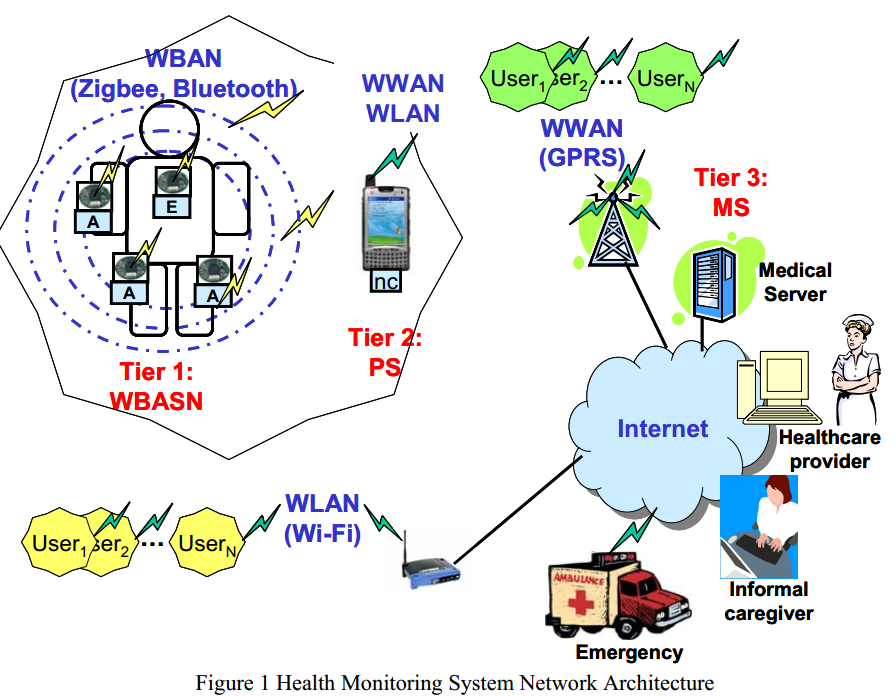 WBAN
(Zigbee, Bluetooth)
A
E
A
A
Tier 1:
WBASN
WWAN
WLAN
nc
Tier 2:
PS
User1
ser2
...
UserN
WWAN
(GPRS)
Tier 3:
MS
Medical
Server
Internet
Healthcare
provider
Informal
caregiver
AMBULANCE
Emergency
User1
ser2
...
UserN
WLAN
(Wi-Fi)
Figure 1 Health Monitoring System Network Architecture